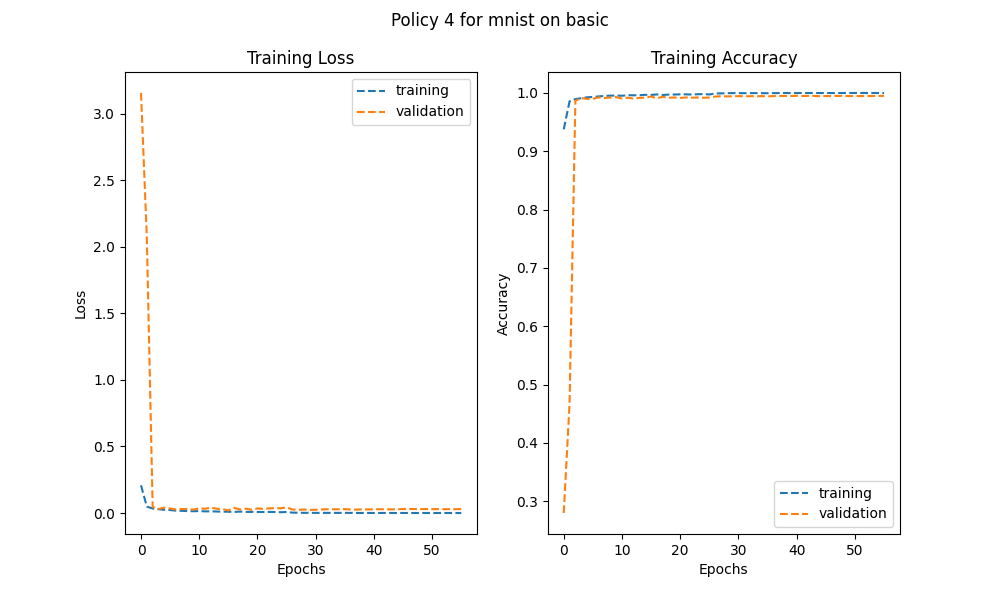 Policy 4 for mnist on basic
Training Loss
training
validation
3.0
2.5
2.0
1.5
1.0
0.5
0.0
Loss
0
10
20
30
40
50
Epochs
Training Accuracy
1.0
0.9
0.8
0.7
0.6
0.5
0.4
0.3
Accuracy
training
validation
0
10
20
30
40
50
Epochs